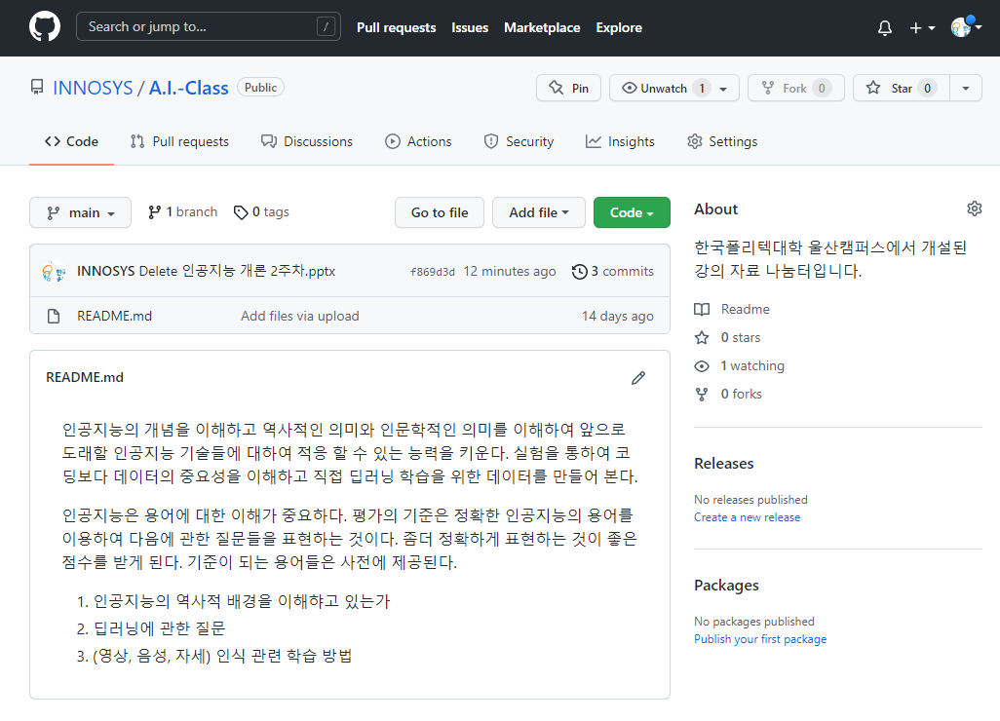 Search or jump to... /
Pull requests Issues Marketplace Explore
INNOSYS / A.I.-Class Public
Pin Unwatch 1 Fork 0 Star 0
Code Pull requests Discussions Actions Security Insights Settings
main 1 branch 0 tags Go to file Add file Code
INNOSYS Delete 인공지능 개론 2주차.pptx f869d3d 12 minutes ago 3 commits
README.md Add files via upload 14 days ago
README.md
인공지능의 개념을 이해하고 역사적인 의미와 인문학적인 의미를 이해하여 앞으로
도래할 인공지능 기술들에 대하여 적응 할 수 있는 능력을 키운다. 실험을 통하여 코
딩보다 데이터의 중요성을 이해하고 직접 딥러닝 학습을 위한 데이터를 만들어 본다.
인공지능은 용어에 대한 이해가 중요하다. 평가의 기준은 정확한 인공지능의 용어를
이용하여 다음에 관한 질문들을 표현하는 것이다. 좀더 정확하게 표현하는 것이 좋은
점수를 받게 된다. 기준이 되는 용어들은 사전에 제공된다.
1. 인공지능의 역사적 배경을 이해햐고 있는가
2. 딥러닝에 관한 질문
3. (영상, 음성, 자세) 인식 관련 학습 방법
About
한국폴리텍대학 울산캠퍼스에서 개설된
강의 자료 나눔터입니다.
Readme
0 stars
1 watching
0 forks
Releases
No releases published
Create a new release
Packages
No packages published
Publish your first package